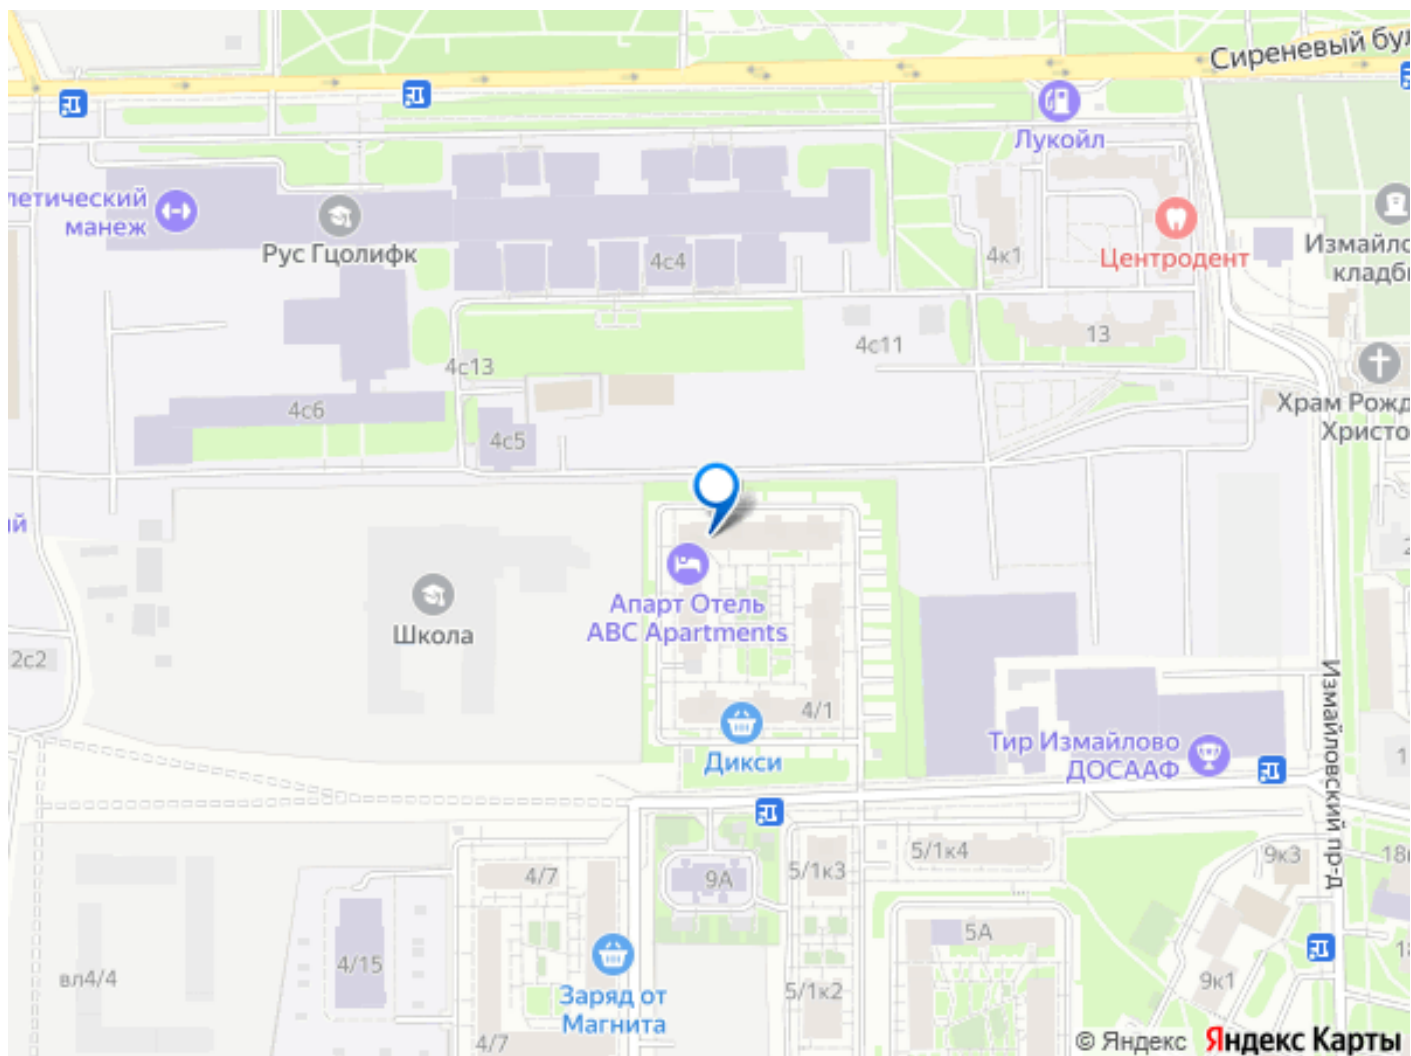 Сиреневый бул
Лукойл
летический
манеж
Рус Гцолифк
4с4
4к1
Центродент
Измайло
кладб
13
4с11
4с13
Храм Рожд
Христо
4с6
4с5
ий
Апарт Отель
ABC Apartments
Школа
2с2
4/1
Дикси
Тир Измайлово
ДОСААФ
Измайловский пр-д
4/7
9А
5/1к3
5/1к4
9к3
18
5А
4/15
вл4/4
Заряд от
Магнита
5/1к2
9к1
4/7
© Яндекс Яндекс Карты